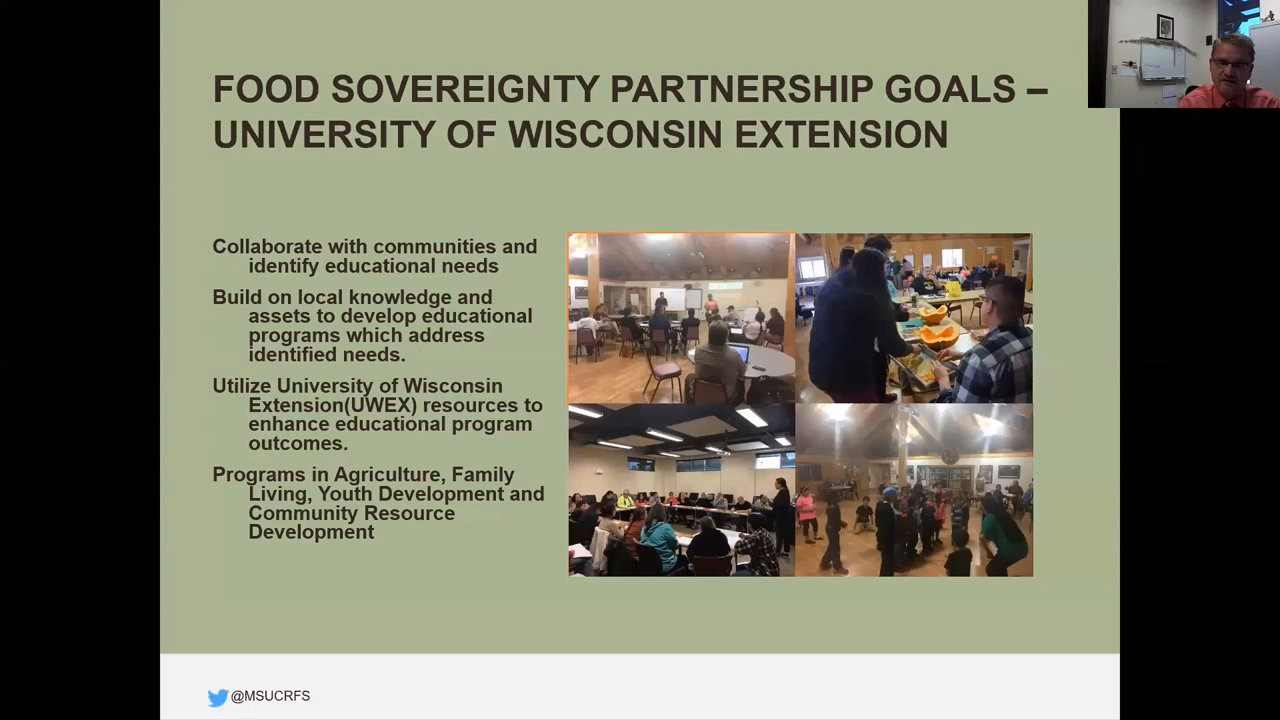 FOOD SOVEREIGNTY PARTNERSHIP GOALS –
UNIVERSITY OF WISCONSIN EXTENSION
Collaborate with communities and
identify educational needs
Build on local knowledge and
assets to develop educational
programs which address
identified needs.
Utilize University of Wisconsin
Extension(UWEX) resources to
enhance educational program
outcomes.
Programs in Agriculture, Family
Living, Youth Development and
Community Resource
Development
@MSUCRFS